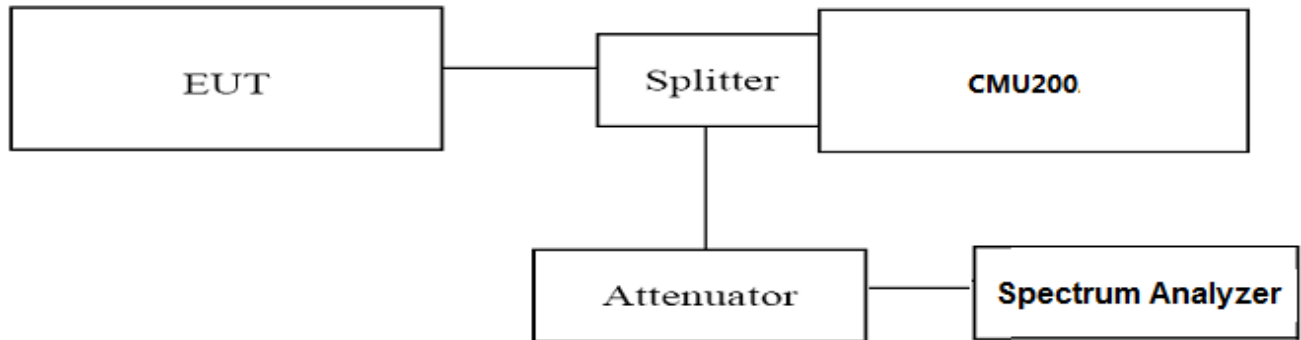 EUT
Splitter
CMU200
Attenuator
Spectrum Analyzer